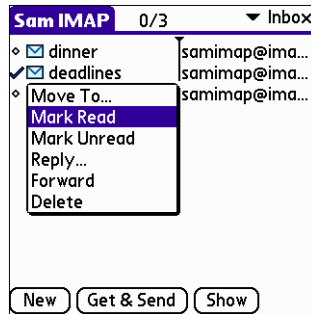 Sam IMAP 0/3 Inbox
dinner samimap@ima...
deadlines samimap@ima...
samimap@ima...
Move To...
Mark Read
Mark Unread
Reply...
Forward
Delete
New Get & Send Show